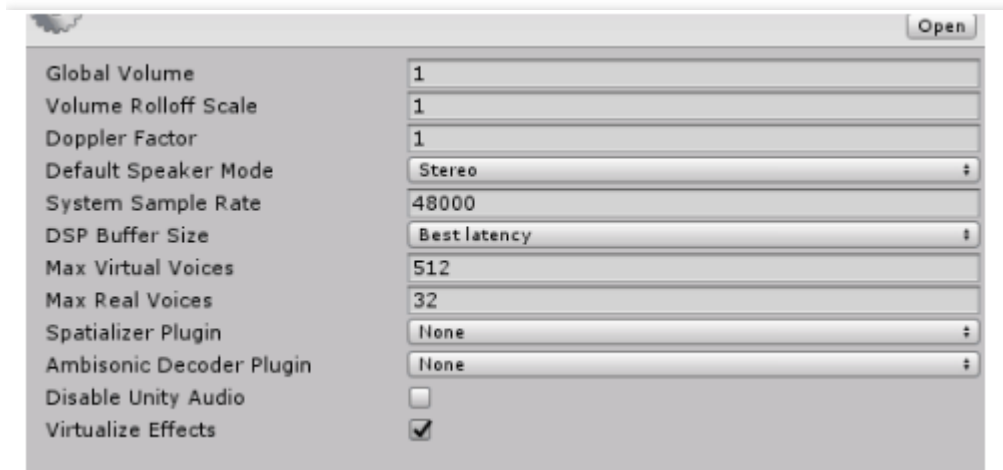 Open
Global Volume 1
Volume Rolloff Scale 1
Doppler Factor 1
Default Speaker Mode Stereo
System Sample Rate 48000
DSP Buffer Size Best latency
Max Virtual Voices 512
Max Real Voices 32
Spatializer Plugin None
Ambisonic Decoder Plugin None
Disable Unity Audio
Virtualize Effects